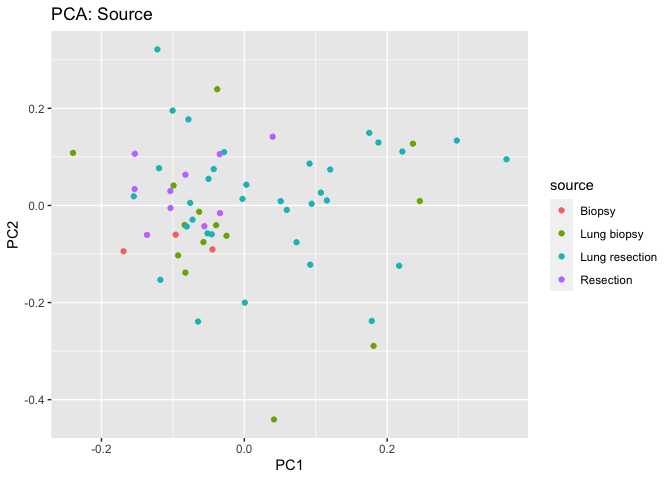 PCA: Source
0.2
0.0
-0.2
-0.4
PC2
-0.2
0.0
0.2
PC1
source
Biopsy
Lung biopsy
Lung resection
Resection